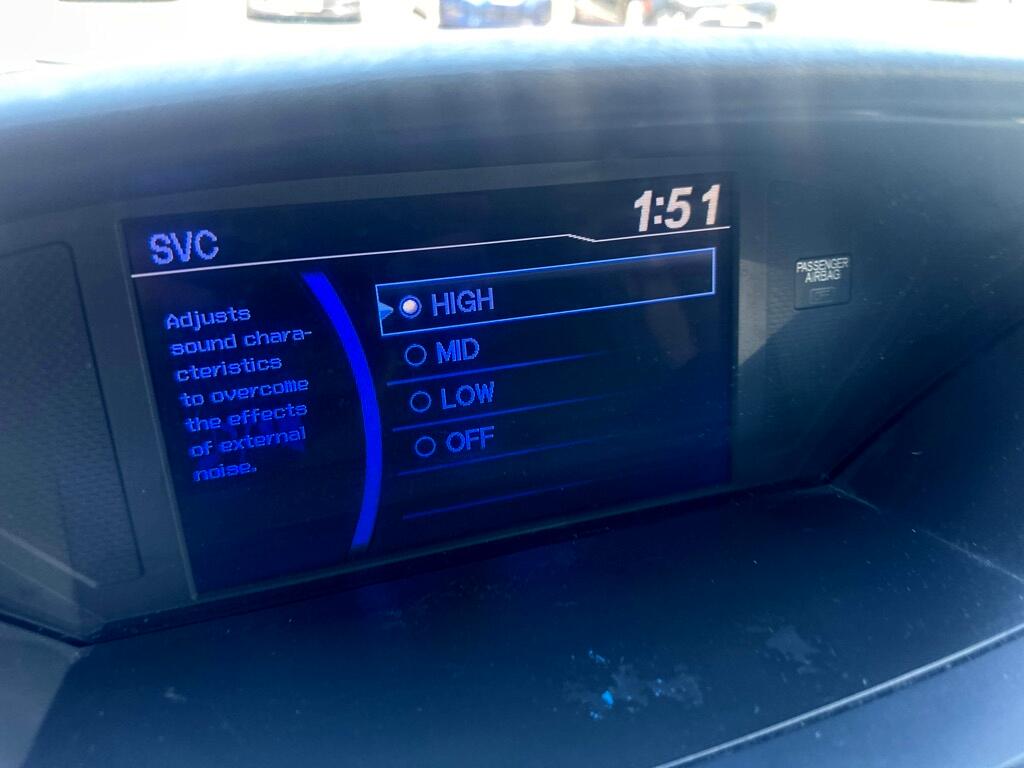 SVC
1:51
Adjusts
sound chara-
cteristics
to overcome
the effects
of external
noise.
HIGH
MID
LOW
OFF
PASSENGER
AIRBAG